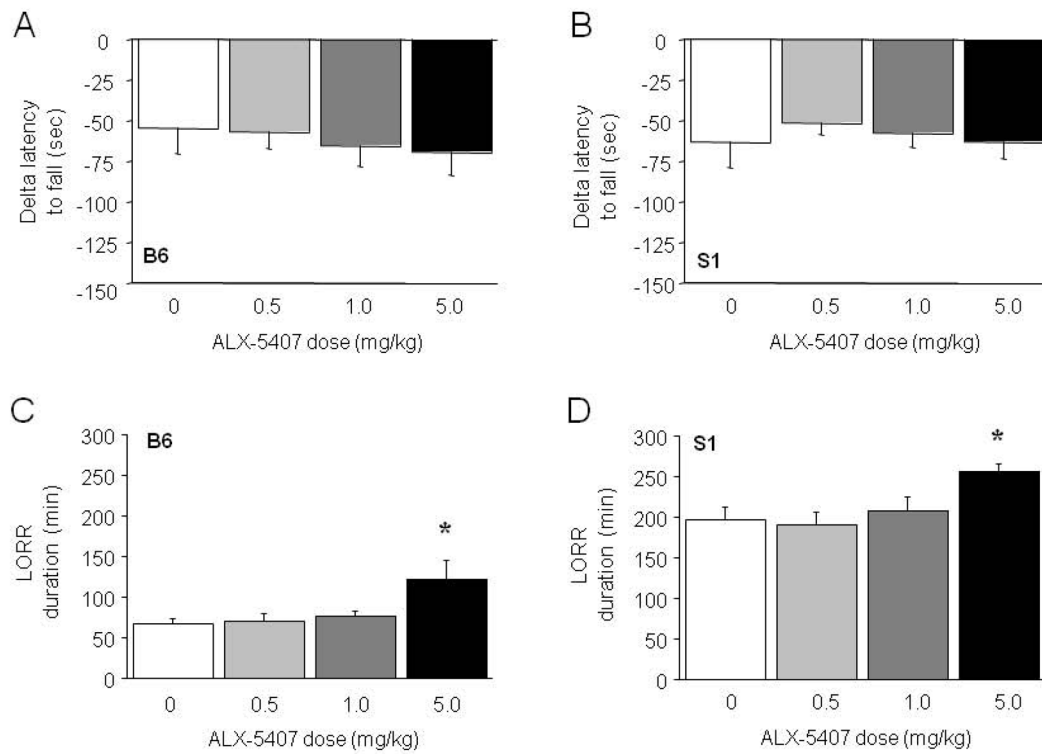 A
Delta latency
to fall (sec)
0
-25
-50
-75
-100
-125
-150
B6
0 0.5 1.0 5.0
ALX-5407 dose (mg/kg)
B
Delta latency
to fall (sec)
0
-25
-50
-75
-100
-125
-150
S1
0 0.5 1.0 5.0
ALX-5407 dose (mg/kg)
C
LORR
duration (min)
300
250
200
150
100
50
0
B6
*
0 0.5 1.0 5.0
ALX-5407 dose (mg/kg)
D
LORR
duration (min)
300
250
200
150
100
50
0
S1
*
0 0.5 1.0 5.0
ALX-5407 dose (mg/kg)